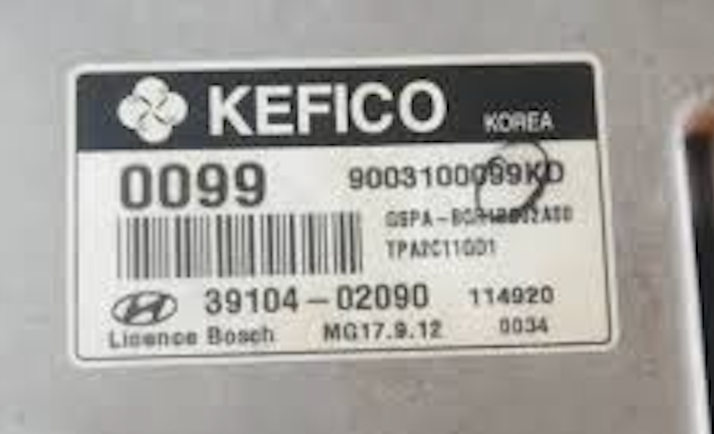 KEFICO KOREA
0099 9003100099KD
TPA2C11GD1
39104-02090 114920
Licence Bosch MG17.9.12 0034